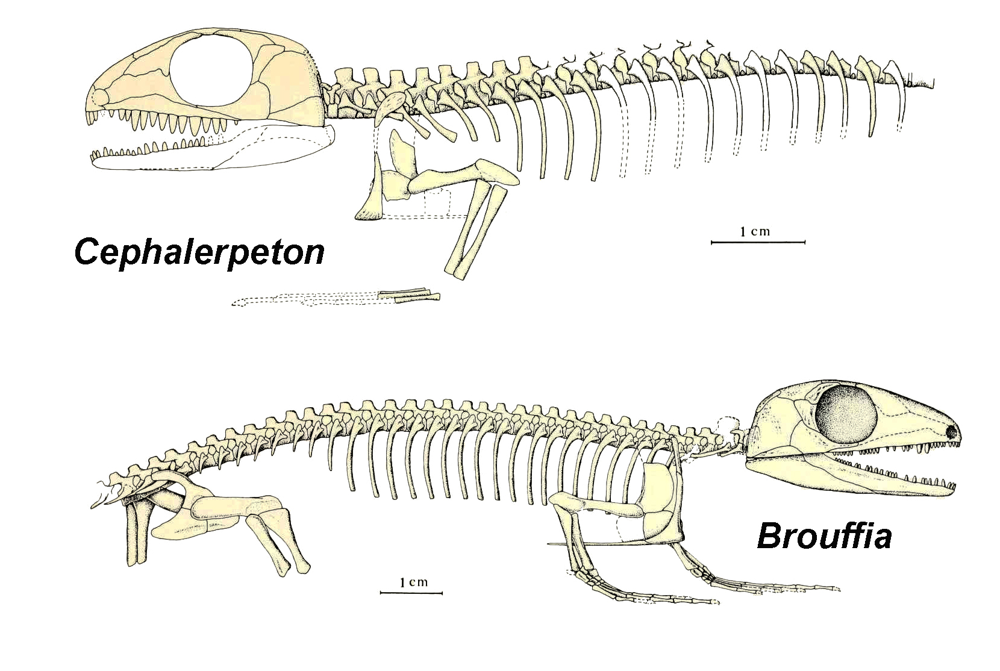 1 cm
Cephalerpeton
Brouffia
1 cm